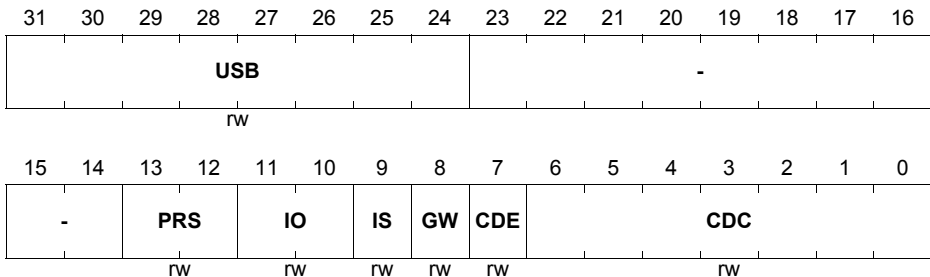 31 30 29 28 27 26 25 24 23 22 21 20 19 18 17 16
USB -
rw
15 14 13 12 11 10 9 8 7 6 5 4 3 2 1 0
- PRS IO IS GW CDE CDC
rw rw rw rw rw rw